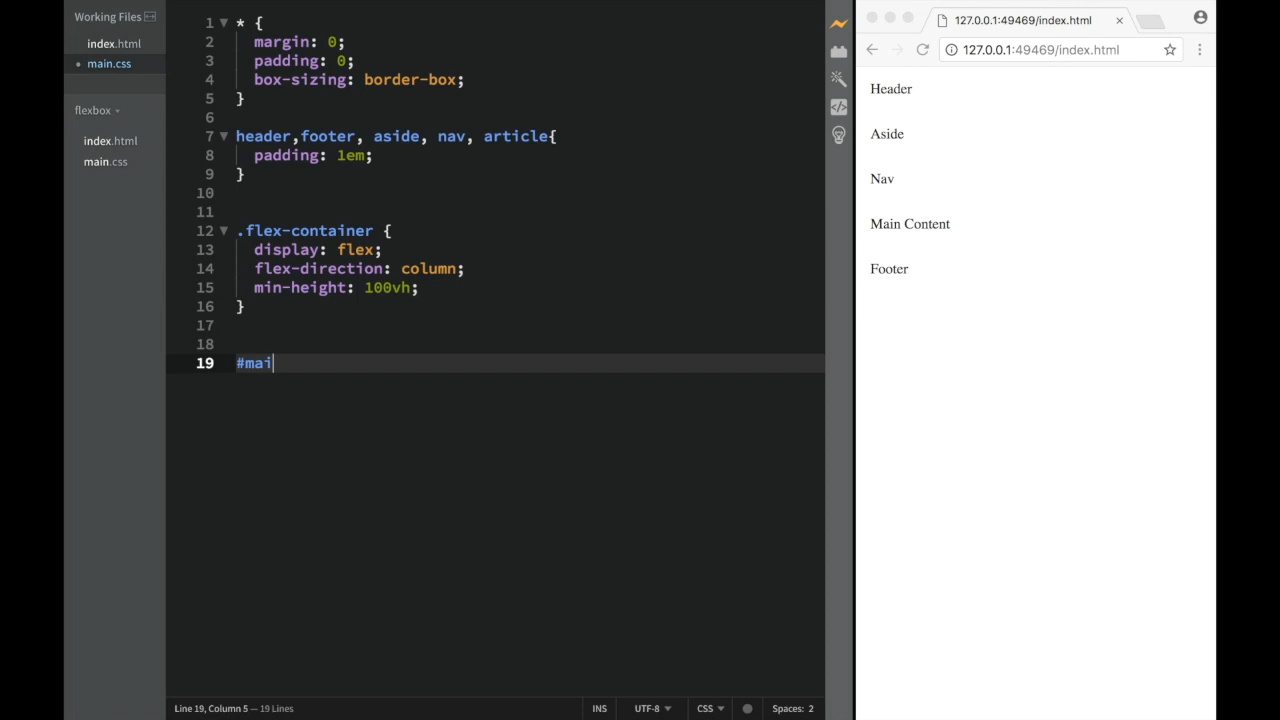 Working Files
index.html
main.css
flexbox
index.html
main.css
1 * {
2 margin: 0;
3 padding: 0;
4 box-sizing: border-box;
5 }
6
7 header,footer, aside, nav, article{
8 padding: 1em;
9 }
10
11
12 .flex-container {
13 display: flex;
14 flex-direction: column;
15 min-height: 100vh;
16 }
17
18
19 #mai
Line 19, Column 5 — 19 Lines
INS
UTF-8
CSS
Spaces: 2
127.0.0.1:49469/index.html
127.0.0.1:49469/index.html
Header
Aside
Nav
Main Content
Footer